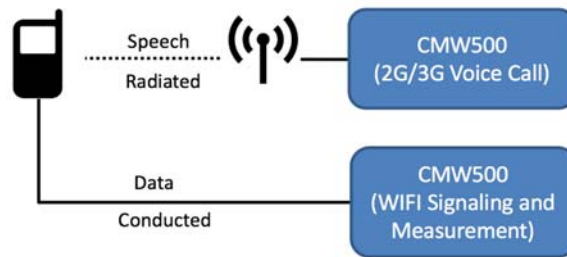 Speech
Radiated
CMW500
(2G/3G Voice Call)
Data
Conducted
CMW500
(WIFI Signaling and
Measurement)